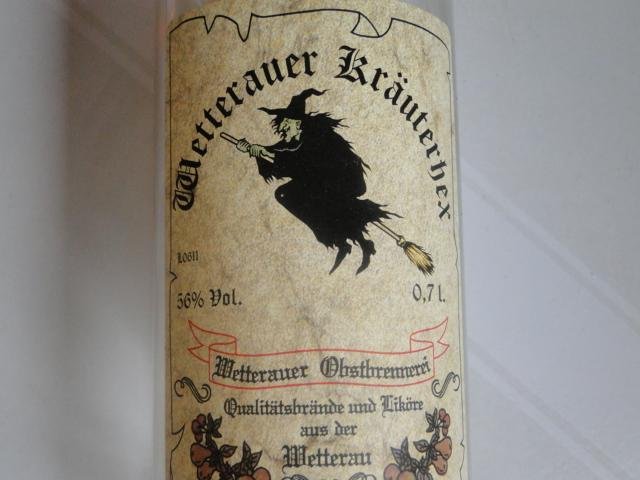 Wetterauer Kräuterhex
L0611
56% Vol.
0,7 l.
Wetterauer Obstbrennerei
Qualitätsbrände und Liköre
aus der
Wetterau